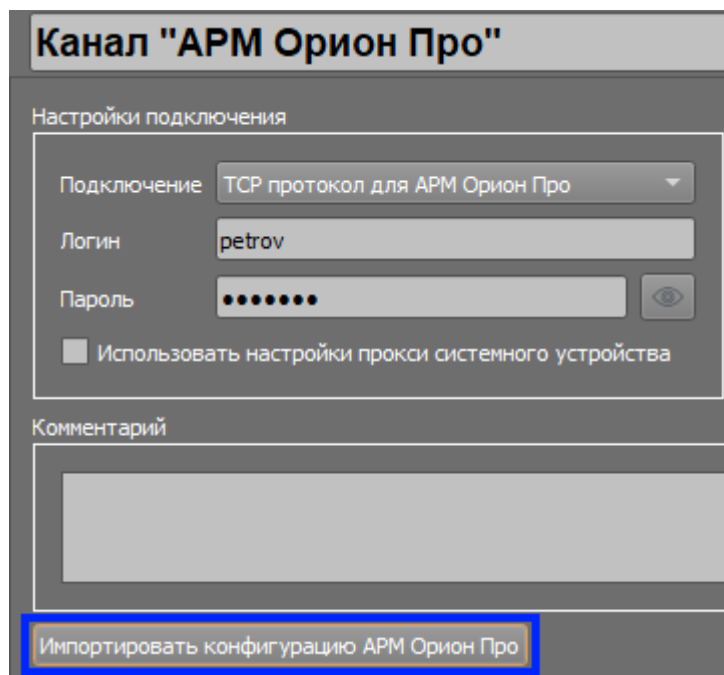 Канал "АРМ Орион Про"
Настройки подключения
Подключение TCP протокол для АРМ Орион Про
Логин petrov
Пароль •••••••
Использовать настройки прокси системного устройства
Комментарий
Импортировать конфигурацию АРМ Орион Про